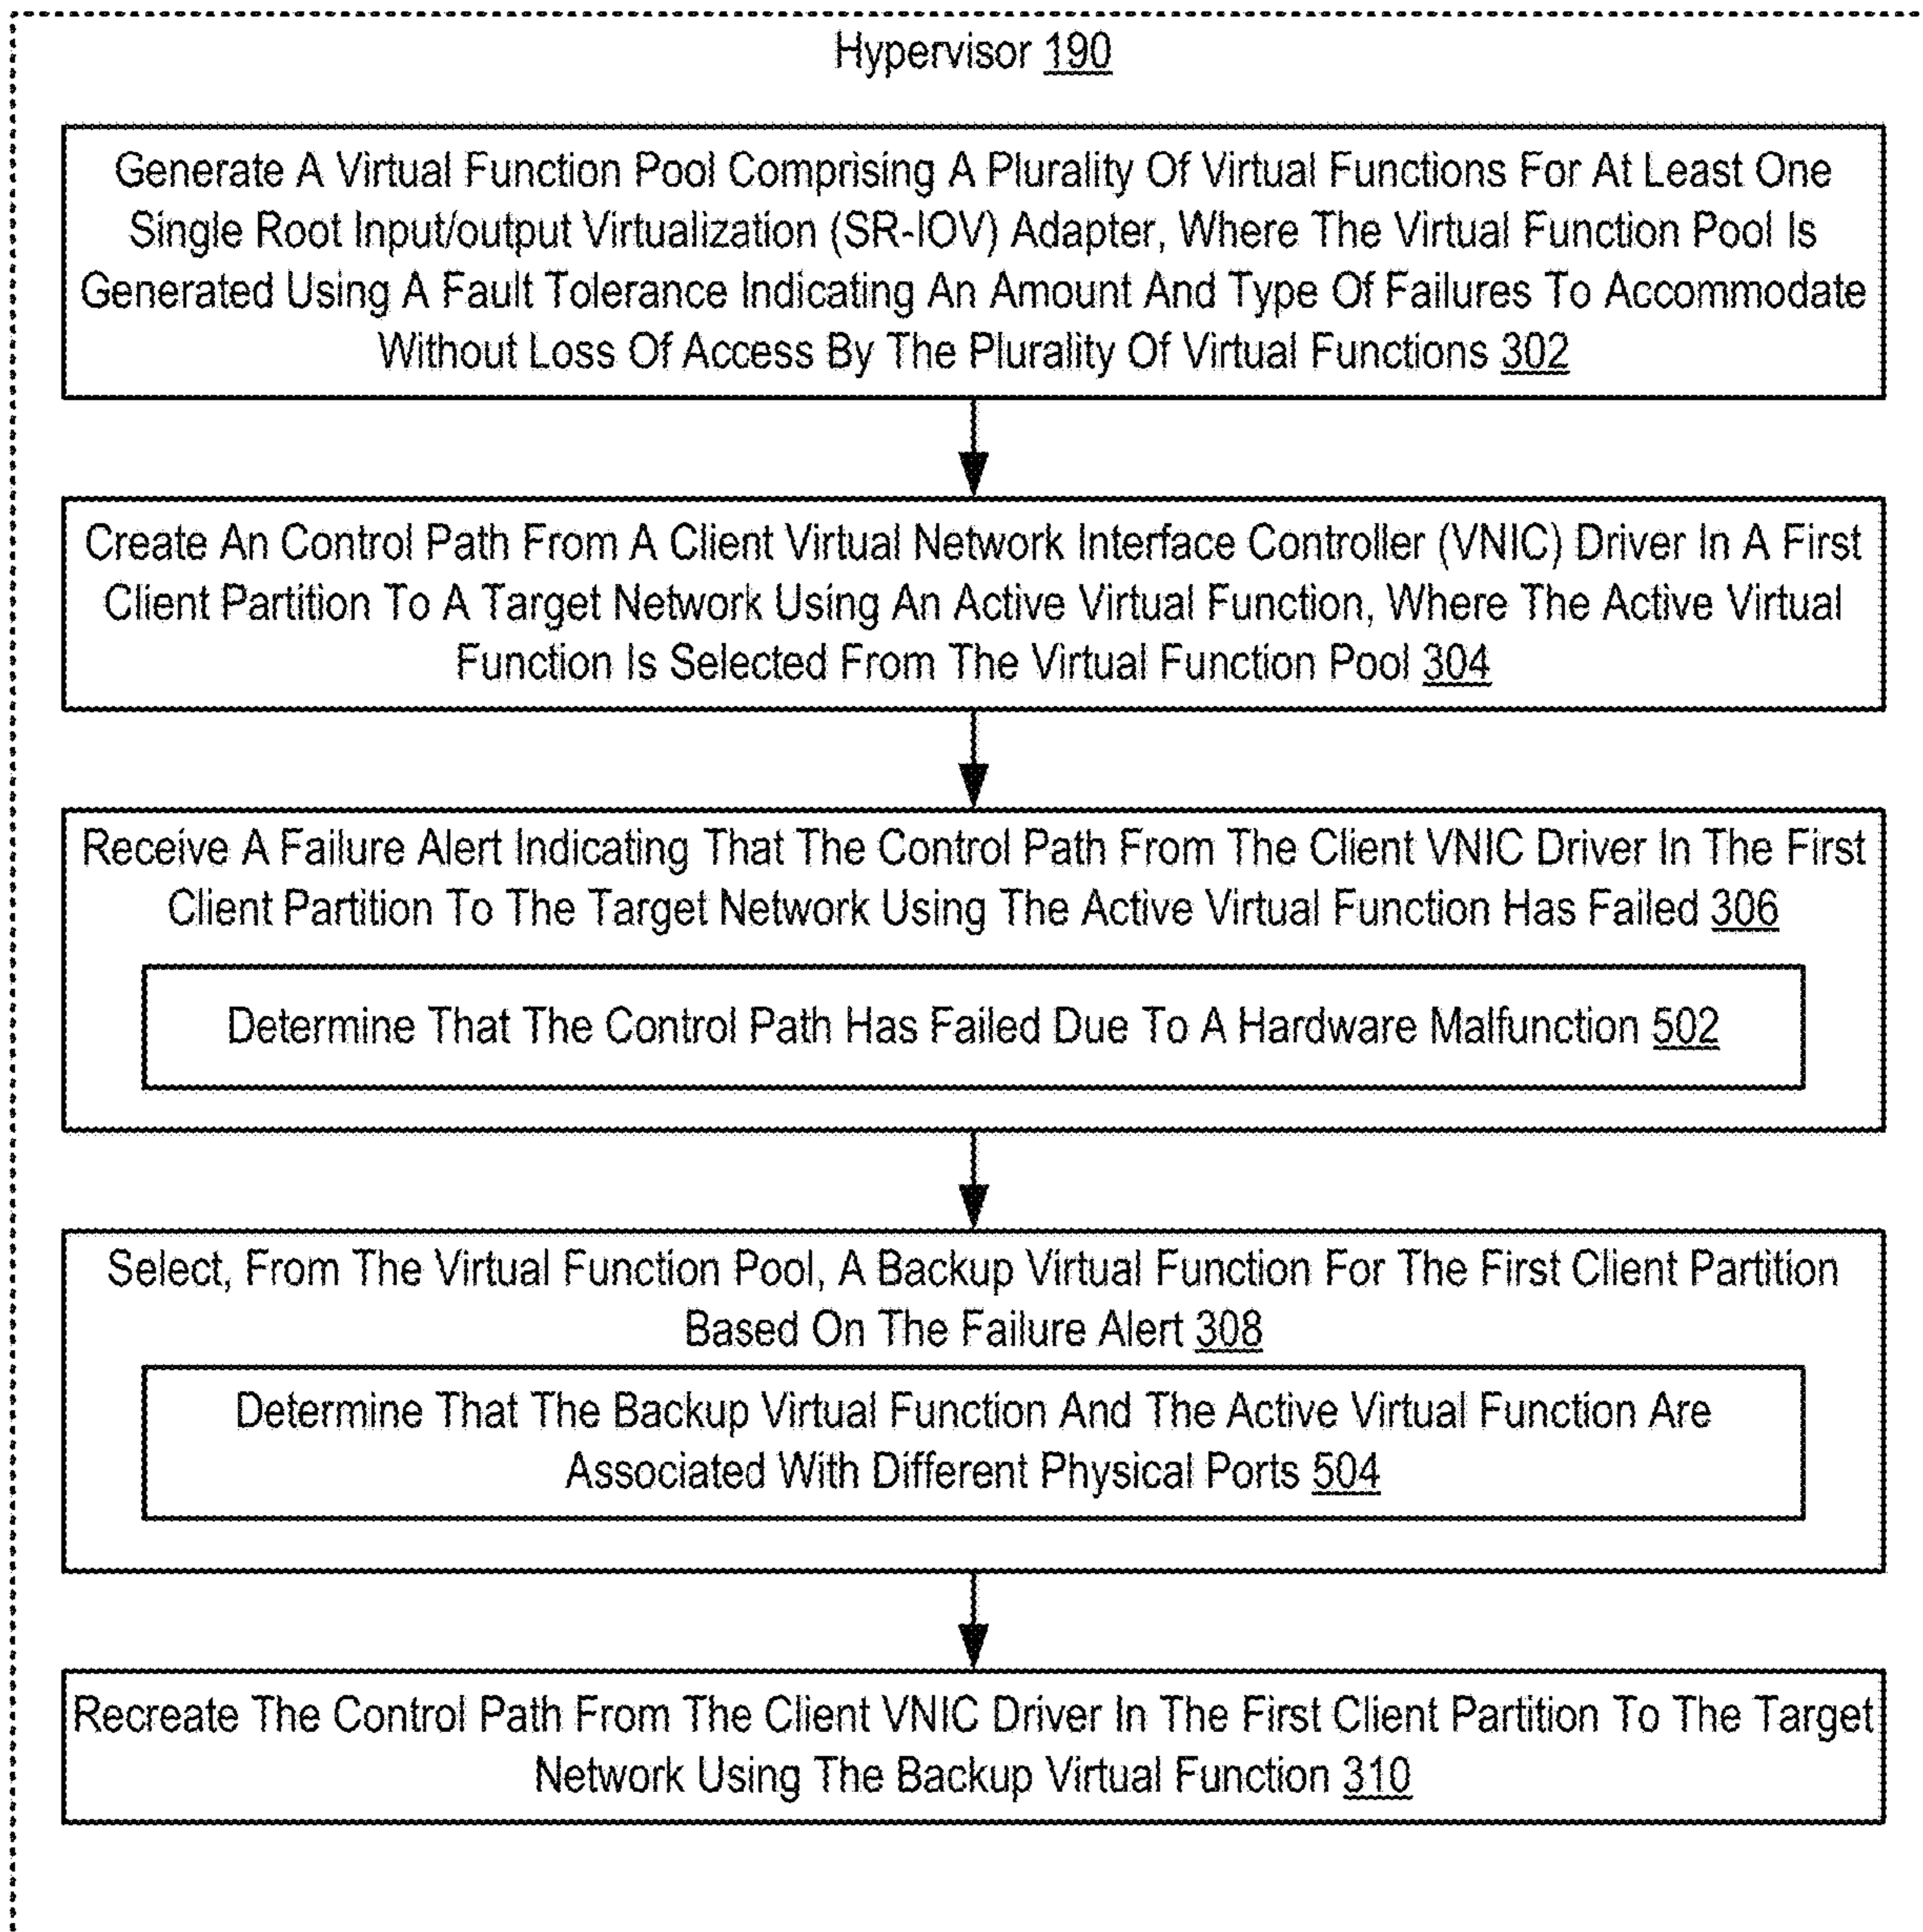 Hypervisor 190
Generate A Virtual Function Pool Comprising A Plurality Of Virtual Functions For At Least One
Single Root Input/output Virtualization (SR-IOV) Adapter, Where The Virtual Function Pool Is
Generated Using A Fault Tolerance Indicating An Amount And Type Of Failures To Accommodate
Without Loss Of Access By The Plurality Of Virtual Functions 302
Create An Control Path From A Client Virtual Network Interface Controller (VNIC) Driver In A First
Client Partition To A Target Network Using An Active Virtual Function, Where The Active Virtual
Function Is Selected From The Virtual Function Pool 304
Receive A Failure Alert Indicating That The Control Path From The Client VNIC Driver In The First
Client Partition To The Target Network Using The Active Virtual Function Has Failed 306
Determine That The Control Path Has Failed Due To A Hardware Malfunction 502
Select, From The Virtual Function Pool, A Backup Virtual Function For The First Client Partition
Based On The Failure Alert 308
Determine That The Backup Virtual Function And The Active Virtual Function Are
Associated With Different Physical Ports 504
Recreate The Control Path From The Client VNIC Driver In The First Client Partition To The Target
Network Using The Backup Virtual Function 310